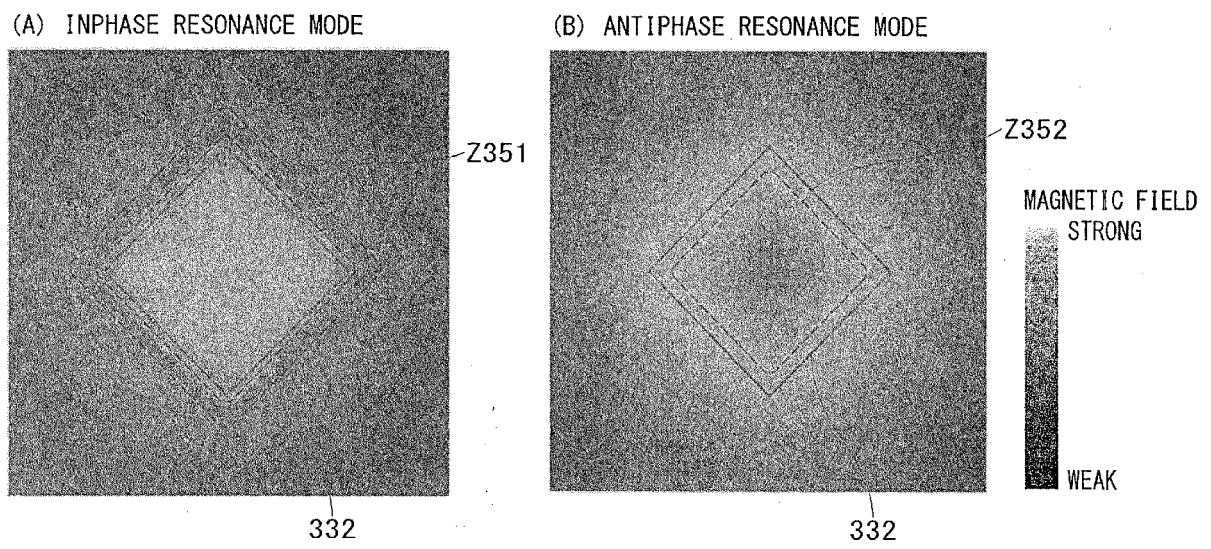 (A) INPHASE RESONANCE MODE
(B) ANTIPHASE RESONANCE MODE
Z351
Z352
MAGNETIC FIELD
STRONG
WEAK
332
332